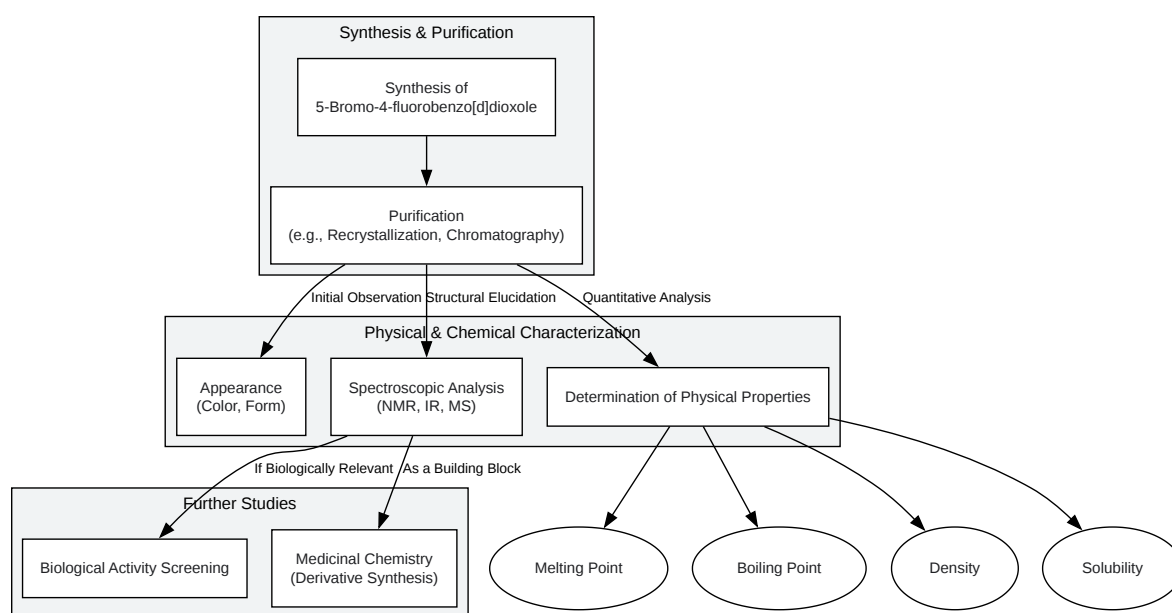 Synthesis & Purification
Synthesis of
5-Bromo-4-fluorobenzo[d]dioxole
Purification
(e.g., Recrystallization, Chromatography)
Initial Observation
Structural Elucidation
Quantitative Analysis
Physical & Chemical Characterization
Appearance
(Color, Form)
Spectroscopic Analysis
(NMR, IR, MS)
Determination of Physical Properties
If Biologically Relevant
As a Building Block
Further Studies
Biological Activity Screening
Medicinal Chemistry
(Derivative Synthesis)
Melting Point
Boiling Point
Density
Solubility